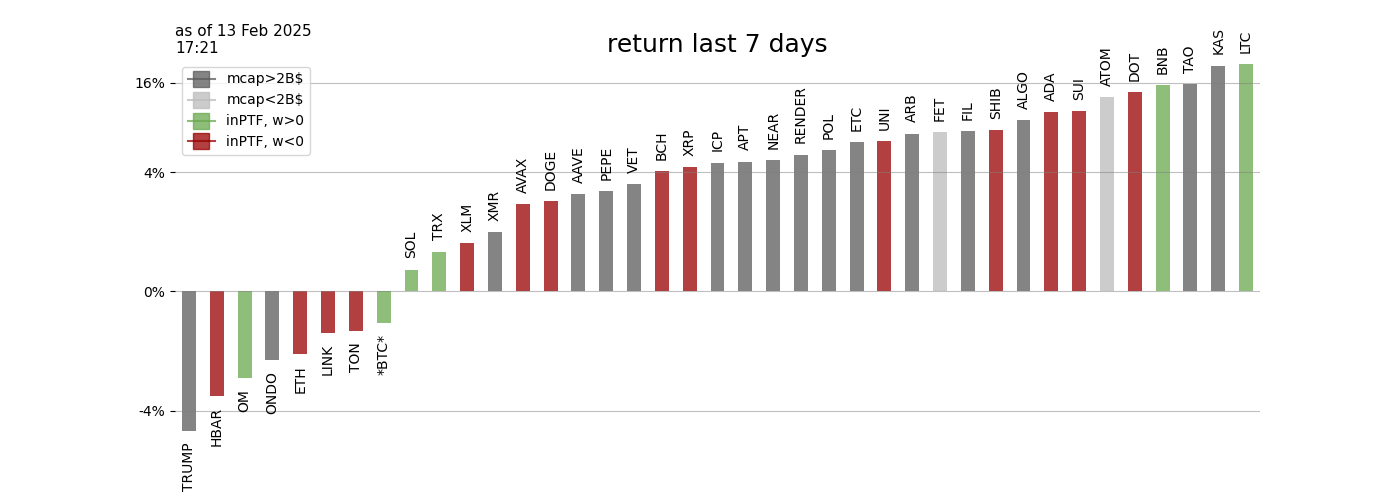 as of 13 Feb 2025
17:21
return last 7 days
mcap>2B$
mcap<2B$
inPTF, w>0
inPTF, w<0
16%
4%
0%
-4%
TRUMP
HBAR
OM
ONDO
ETH
LINK
TON
*BTC*
SOL
TRX
XLM
XMR
AVAX
DOGE
AAVE
PEPE
VET
BCH
XRP
ICP
APT
NEAR
RENDER
POL
ETC
UNI
ARB
FET
FIL
SHIB
ALGO
ADA
SUI
ATOM
DOT
BNB
TAO
KAS
LTC